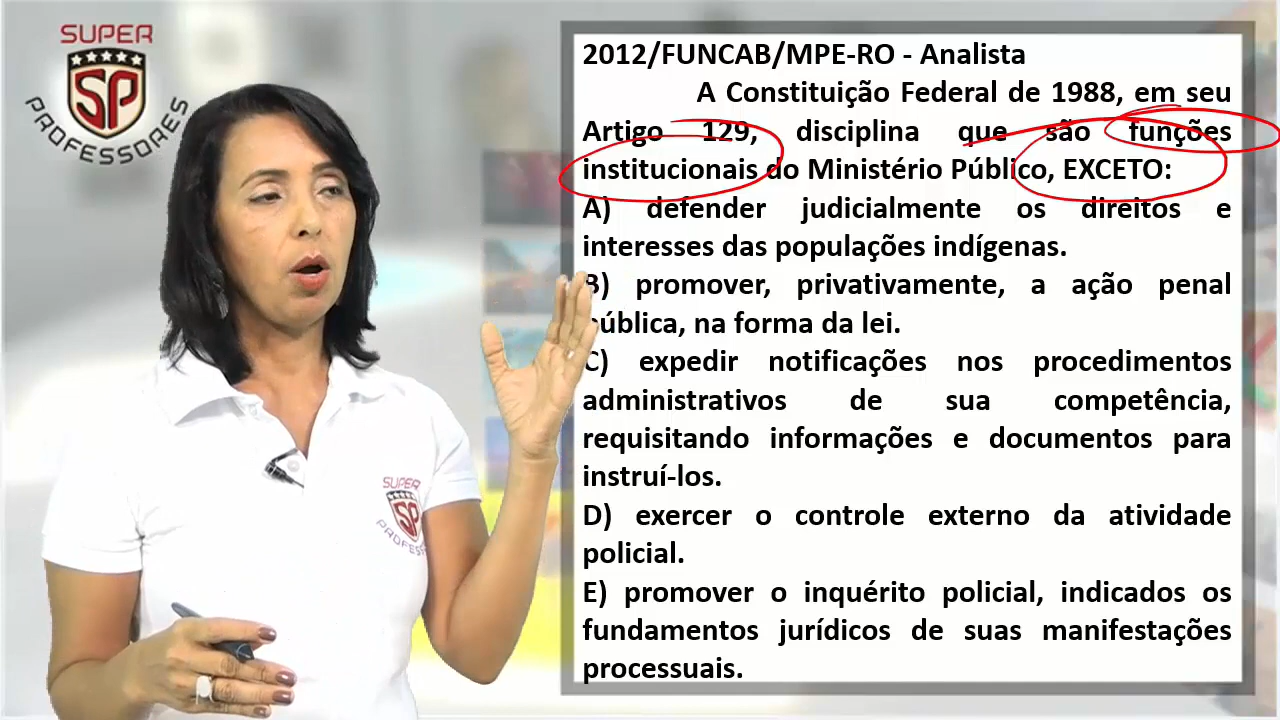 SUPER
SP
PROFESSORES
2012/FUNCAB/MPE-RO - Analista
A Constituição Federal de 1988, em seu
Artigo 129, disciplina que são funções
institucionais do Ministério Público, EXCETO:
A) defender judicialmente os direitos e
interesses das populações indígenas.
B) promover, privativamente, a ação penal
pública, na forma da lei.
C) expedir notificações nos procedimentos
administrativos de sua competência,
requisitando informações e documentos para
instruí-los.
D) exercer o controle externo da atividade
policial.
E) promover o inquérito policial, indicados os
fundamentos jurídicos de suas manifestações
processuais.
SUPER
SP
PROFESS